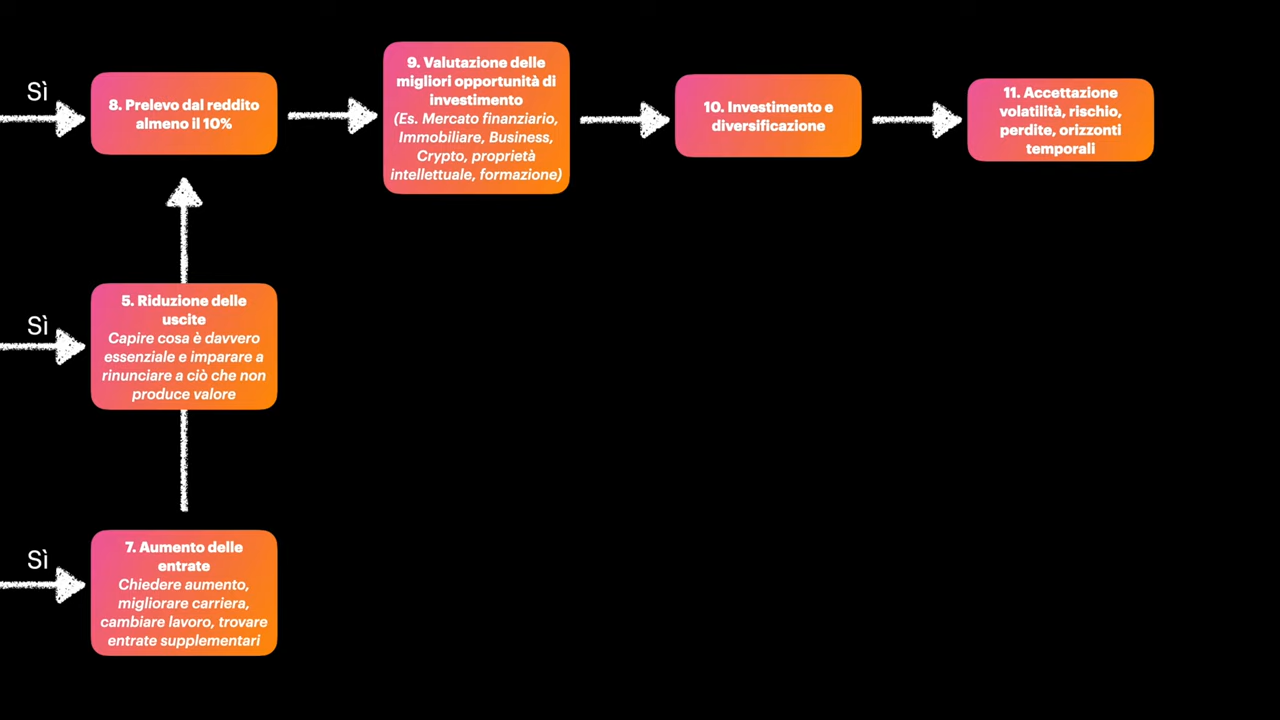 Sì
8. Prelevo dal reddito
almeno il 10%
9. Valutazione delle
migliori opportunità di
investimento
(Es. Mercato finanziario,
Immobiliare, Business,
Crypto, proprietà
intellettuale, formazione)
10. Investimento e
diversificazione
11. Accettazione
volatilità, rischio,
perdite, orizzonti
temporali
Sì
5. Riduzione delle
uscite
Capire cosa è davvero
essenziale e imparare a
rinunciare a ciò che non
produce valore
Sì
7. Aumento delle
entrate
Chiedere aumento,
migliorare carriera,
cambiare lavoro, trovare
entrate supplementari